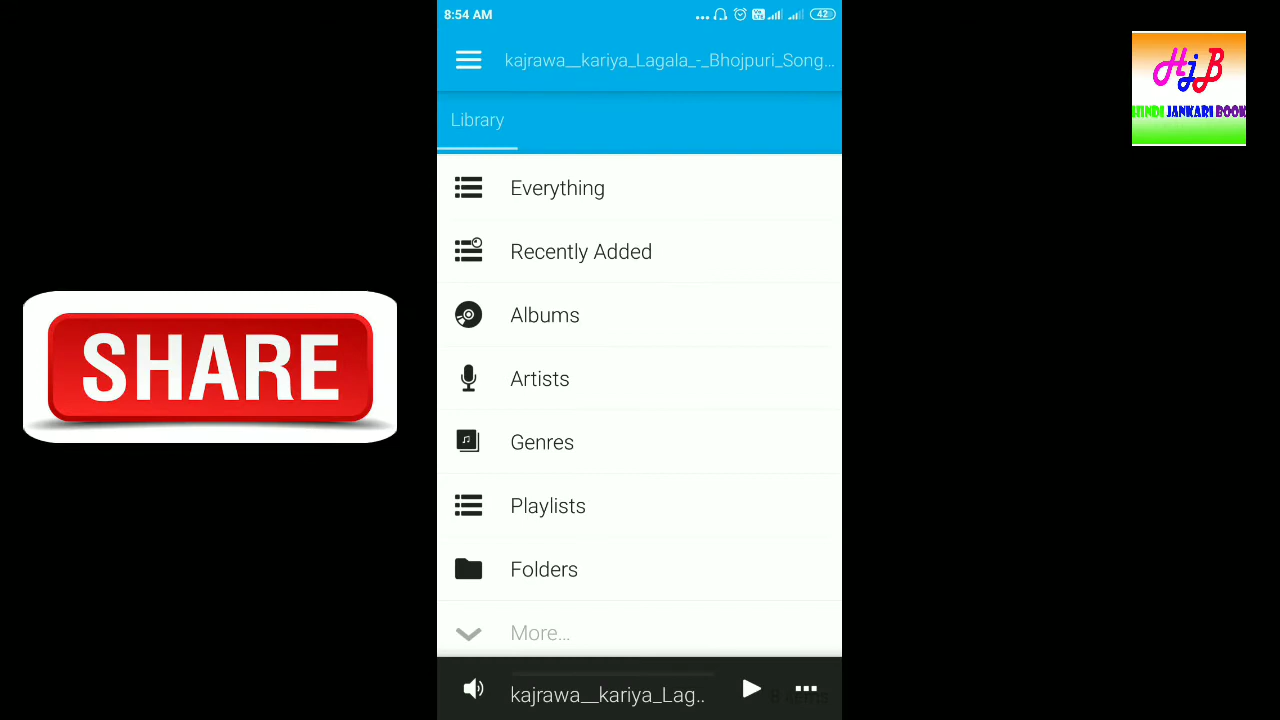 8:54 AM
42
kajrawa__kariya_Lagala_-_Bhojpuri_Song...
Library
Everything
Recently Added
Albums
Artists
Genres
Playlists
Folders
More...
kajrawa__kariya_Lag..
SHARE
HjB
HINDI JANKARI BOOK